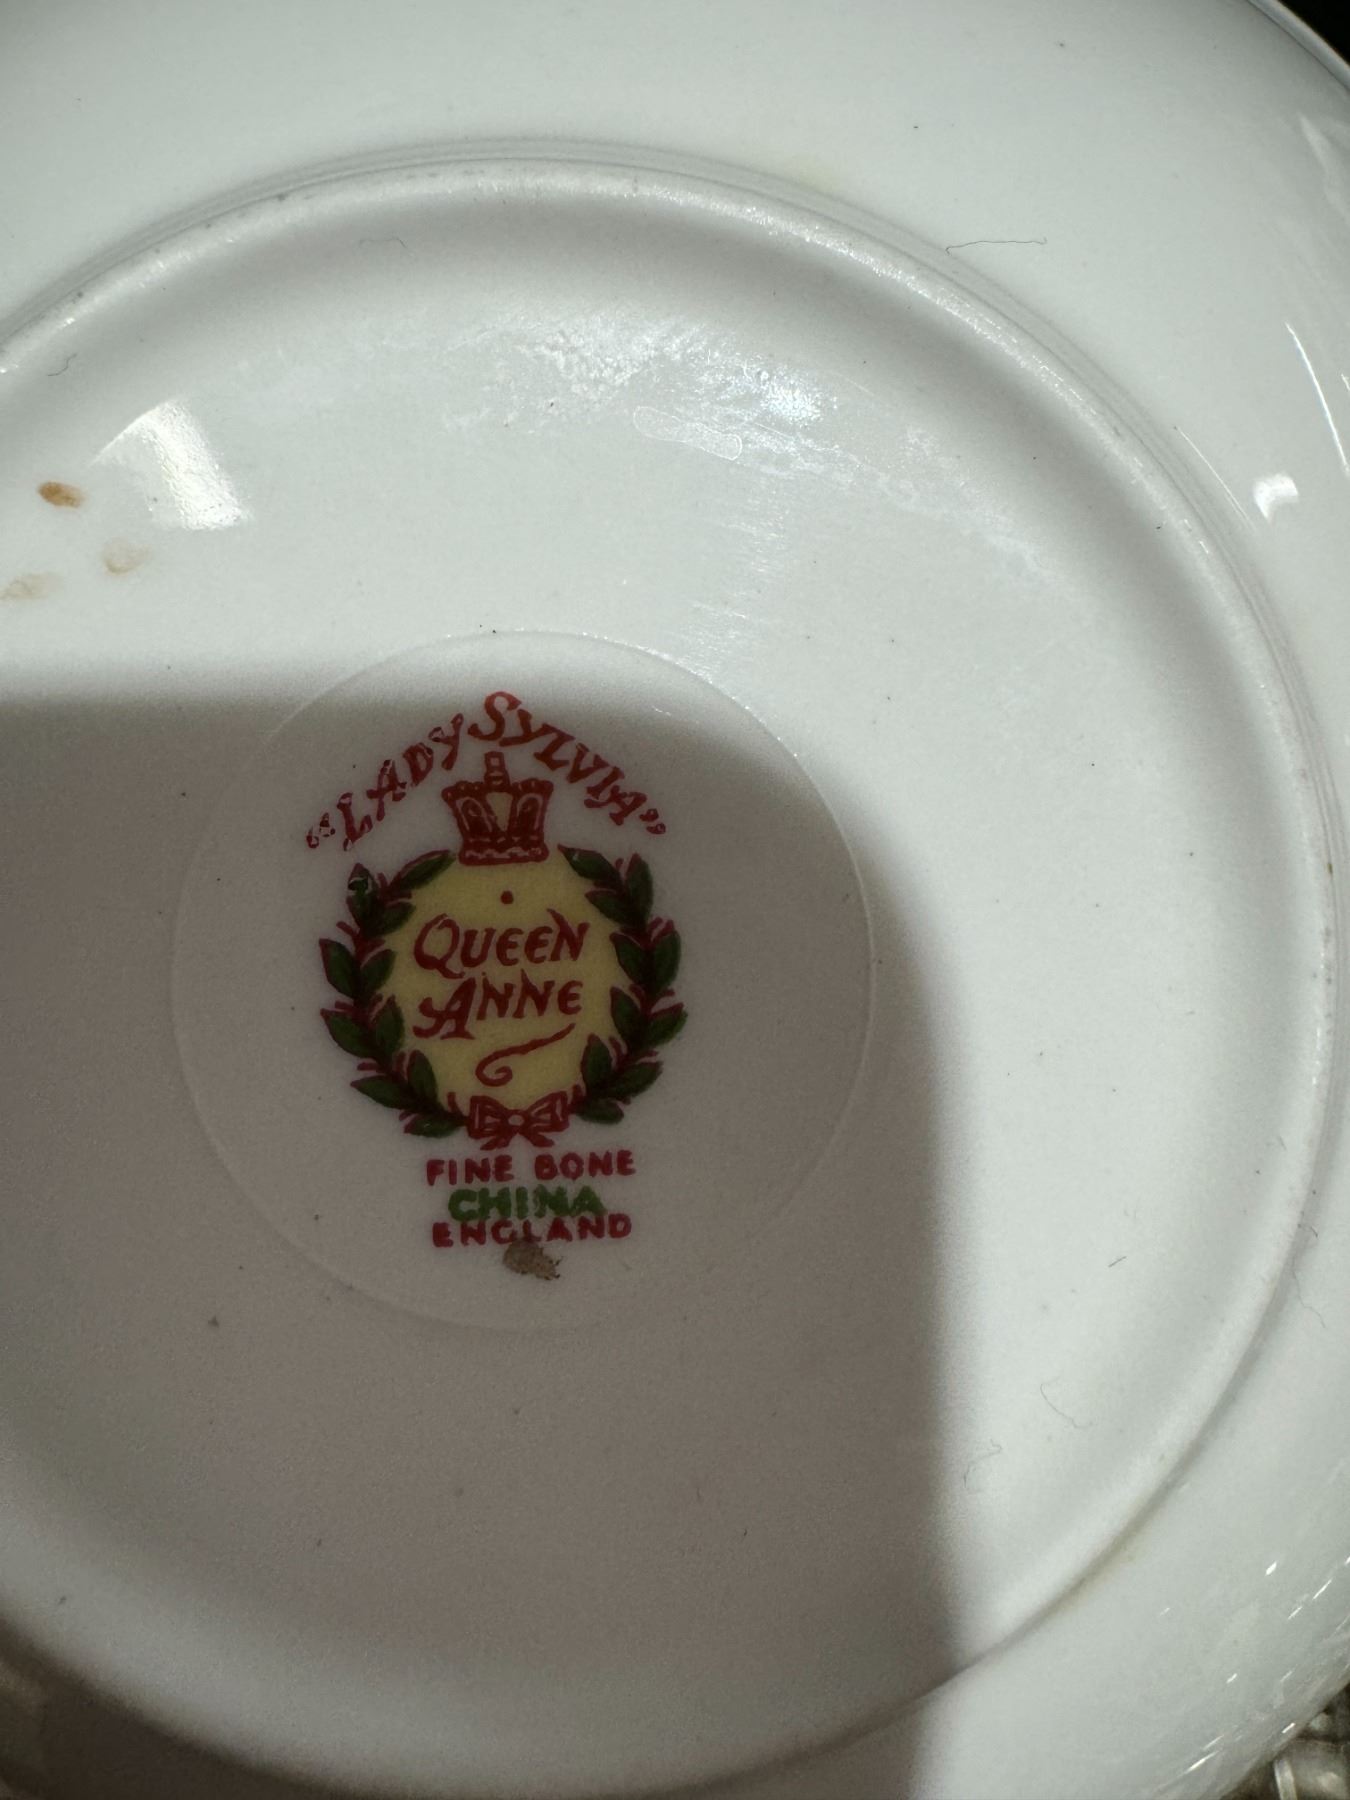 "LADY SYLVIA"
QUEEN
ANNE
FINE BONE
CHINA
ENGLAND